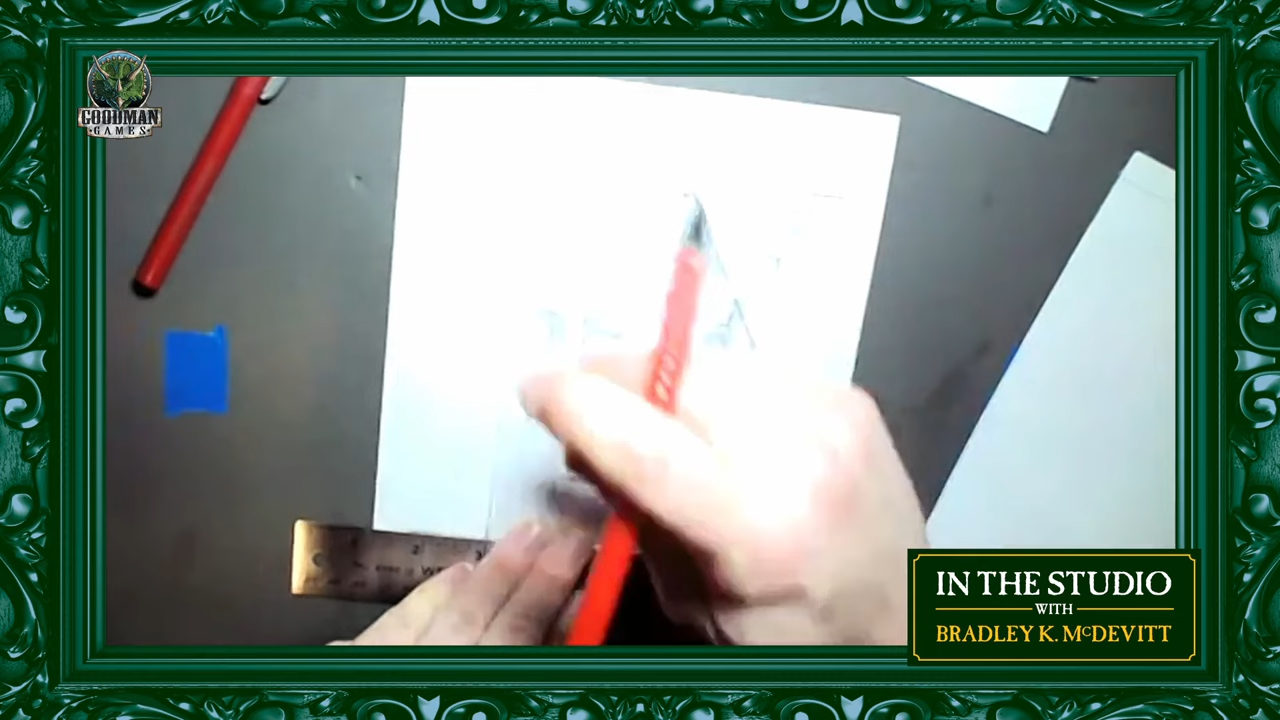 GOODMAN
GAMES
IN THE STUDIO
WITH
BRADLEY K. McDEVITT